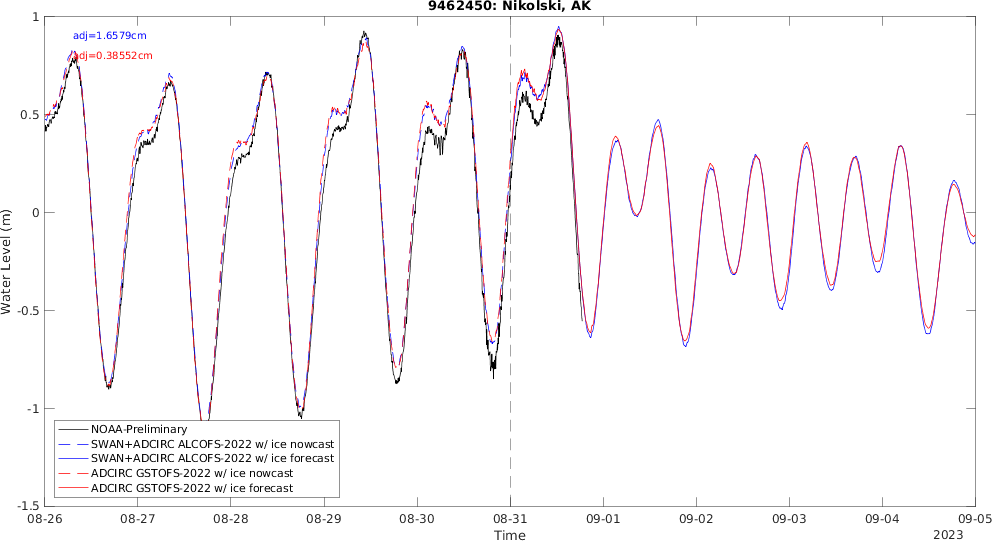 9462450: Nikolski, AK
adj=1.6579cm
adj=0.38552cm
1
0.5
0
-0.5
-1
-1.5
Water Level (m)
NOAA-Preliminary
SWAN+ADCIRC ALCOFS-2022 w/ ice nowcast
SWAN+ADCIRC ALCOFS-2022 w/ ice forecast
ADCIRC GSTOFS-2022 w/ ice nowcast
ADCIRC GSTOFS-2022 w/ ice forecast
08-26 08-27 08-28 08-29 08-30 08-31 09-01 09-02 09-03 09-04 09-05
Time
2023